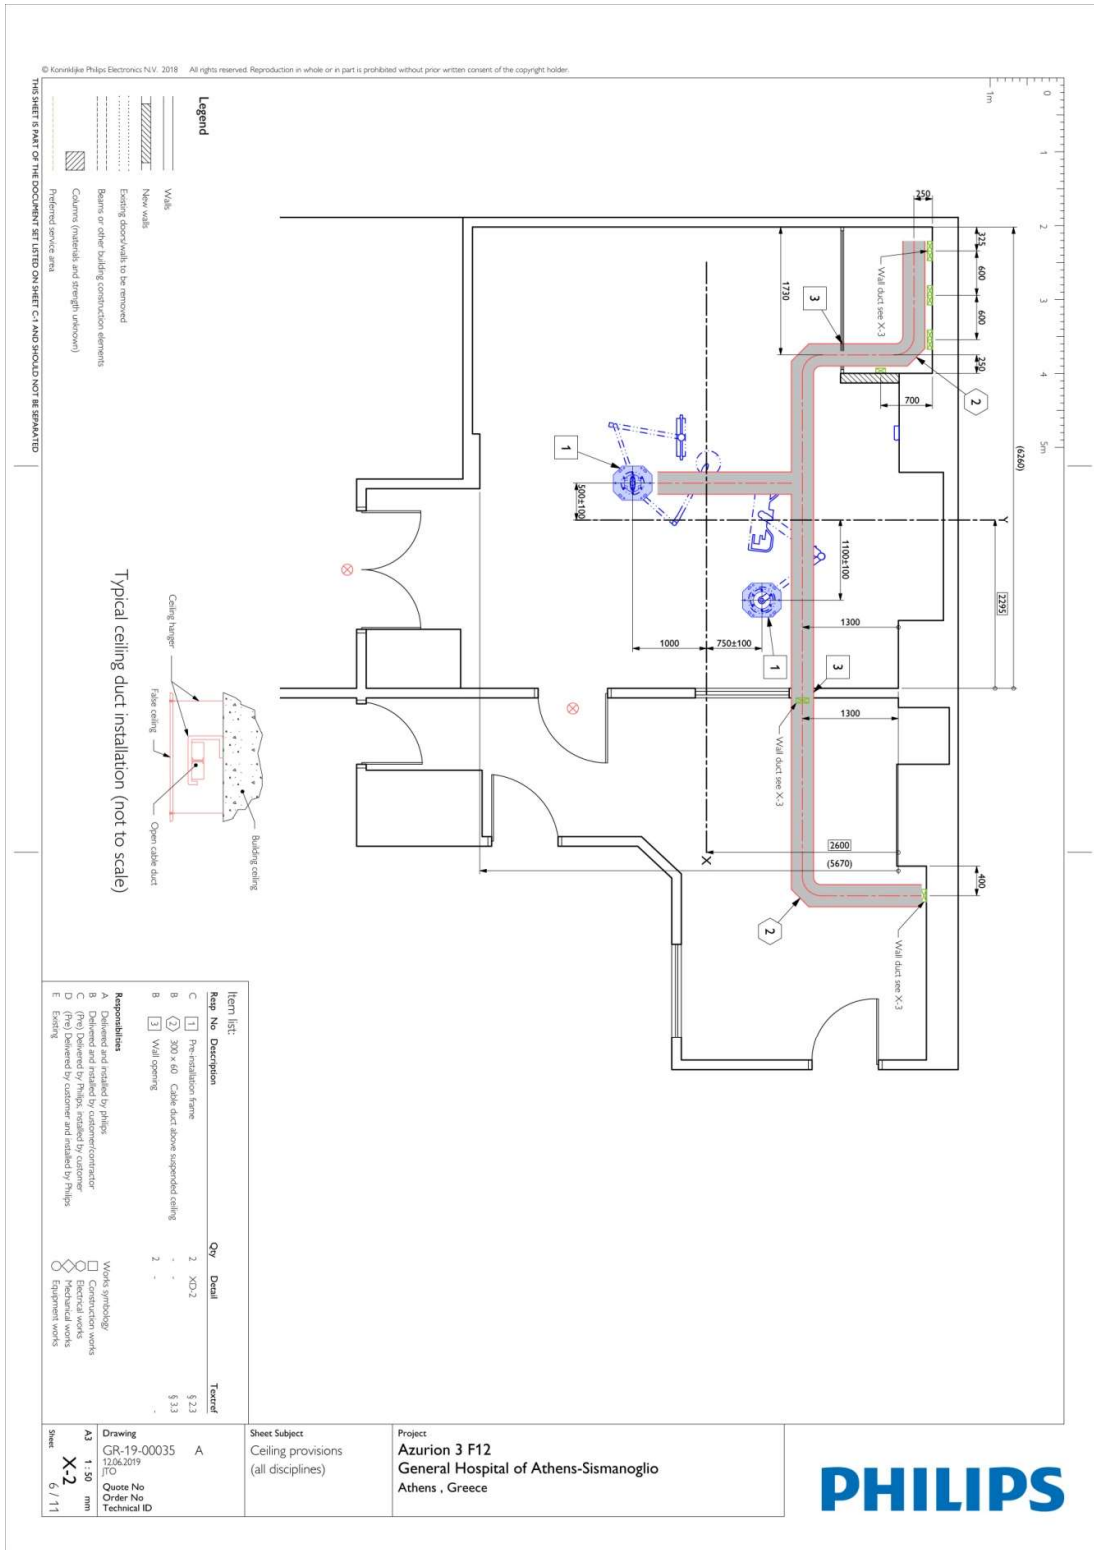 © Koninklijke Philips Electronics N.V. 2018 All rights reserved. Reproduction in whole or in part is prohibited without prior written consent of the copyright holder.
THIS SHEET IS PART OF THE DOCUMENT SET LISTED ON SHEET C-1 AND SHOULD NOT BE SEPARATED
0
1
2
3
4
5m
1m
Legend
Walls
New walls
Existing doors/walls to be removed
Beams or other building construction elements
Columns (materials and strength unknown)
Preferred service area
250
325
600
600
250
700
(6260)
1730
Wall duct see X-3
3
2
1
500±100
Y
1100±100
2295
1300
1000
750±100
1
3
1300
Wall duct see X-3
X
2600
(5670)
400
2
Wall duct see X-3
Ceiling hanger
False ceiling
Building ceiling
Open cable duct
Typical ceiling duct installation (not to scale)
Item list:
Resp No Description Qty Detail Textref
C 1 Pre-installation frame 2 XD-2 § 2.3
B 2 300 x 60 Cable duct above suspended ceiling - - § 3.3
B 3 Wall opening 2 - -
Responsibilities
A Delivered and installed by philips
B Delivered and installed by customer/contractor
C (Pre) Delivered by Philips, installed by customer
D (Pre) Delivered by customer and installed by Philips
E Existing
Works symbology
Construction works
Electrical works
Mechanical works
Equipment works
Project
Azurion 3 F12
General Hospital of Athens-Sismanoglio
Athens , Greece
Sheet Subject
Ceiling provisions
(all disciplines)
Drawing
GR-19-00035 A
12.06.2019
JTO
Quote No
Order No
Technical ID
A3 1 : 50 mm
Sheet
X-2 6 / 11
PHILIPS